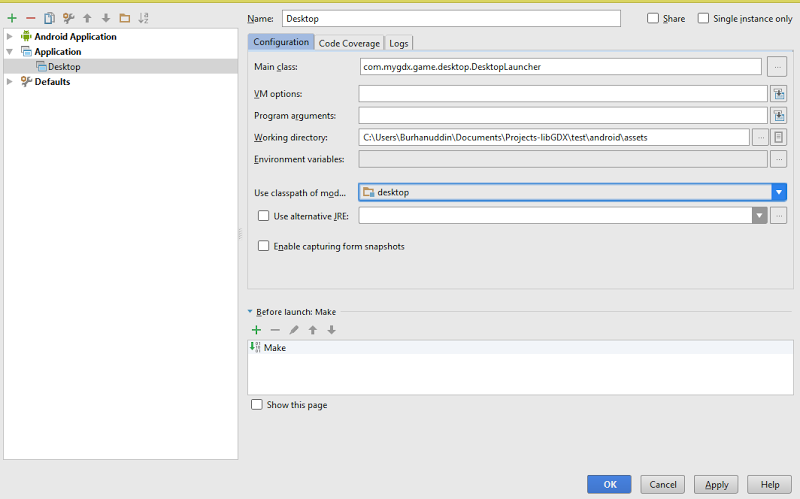 Name: Desktop
Share
Single instance only
Android Application
Application
Desktop
Defaults
Configuration
Code Coverage
Logs
Main class: com.mygdx.game.desktop.DesktopLauncher
VM options:
Program arguments:
Working directory: C:\Users\Burhanuddin\Documents\Projects-libGDX\test\android\assets
Environment variables:
Use classpath of mod... desktop
Use alternative JRE:
Enable capturing form snapshots
Before launch: Make
Make
Show this page
OK
Cancel
Apply
Help